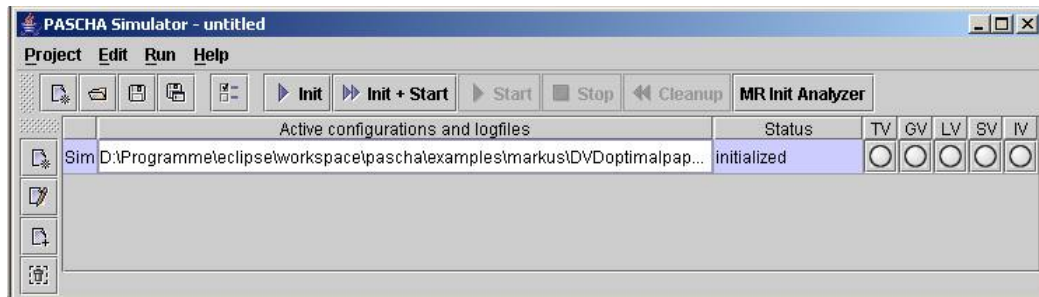 PASCHA Simulator - untitled
Project Edit Run Help
Init Init + Start Start Stop Cleanup MR Init Analyzer
Active configurations and logfiles Status TV GV LV SV IV
Sim D:\Programme\eclipse\workspace\pascha\examples\markus\DVDoptimalpap... initialized